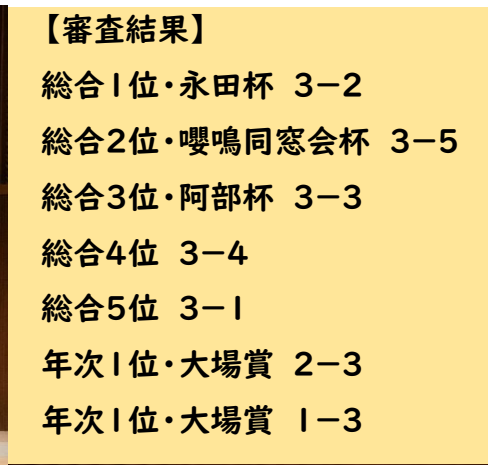 【審査結果】
総合1位・永田杯 3－2
総合2位・嚶鳴同窓会杯 3－5
総合3位・阿部杯 3－3
総合4位 3－4
総合5位 3－1
年次1位・大場賞 2－3
年次1位・大場賞 1－3